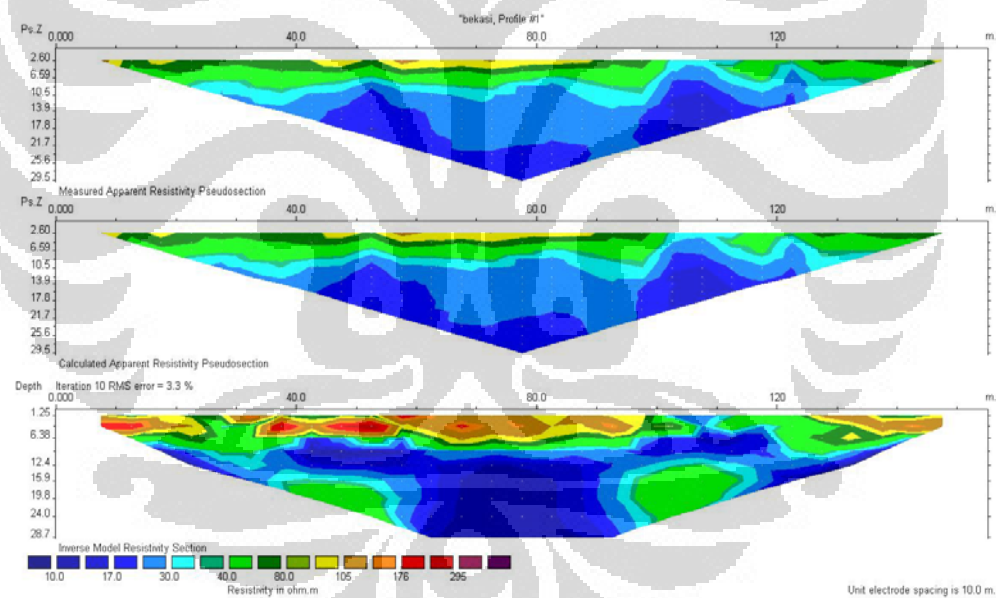 "bekasi, Profile #1"
Ps.Z
0.000 40.0 80.0 120 m.
2.60
6.59
10.5
13.9
17.8
21.7
25.6
29.5
Measured Apparent Resistivity Pseudosection
Ps.Z
0.000 40.0 80.0 120 m.
2.60
6.59
10.5
13.9
17.8
21.7
25.6
29.5
Calculated Apparent Resistivity Pseudosection
Depth Iteration 10 RMS error = 3.3 %
0.000 40.0 80.0 120 m.
1.25
6.38
12.4
15.9
19.8
24.0
28.7
Inverse Model Resistivity Section
10.0 17.0 30.0 40.0 80.0 105 176 295
Resistivity in ohm.m
Unit electrode spacing is 10.0 m.